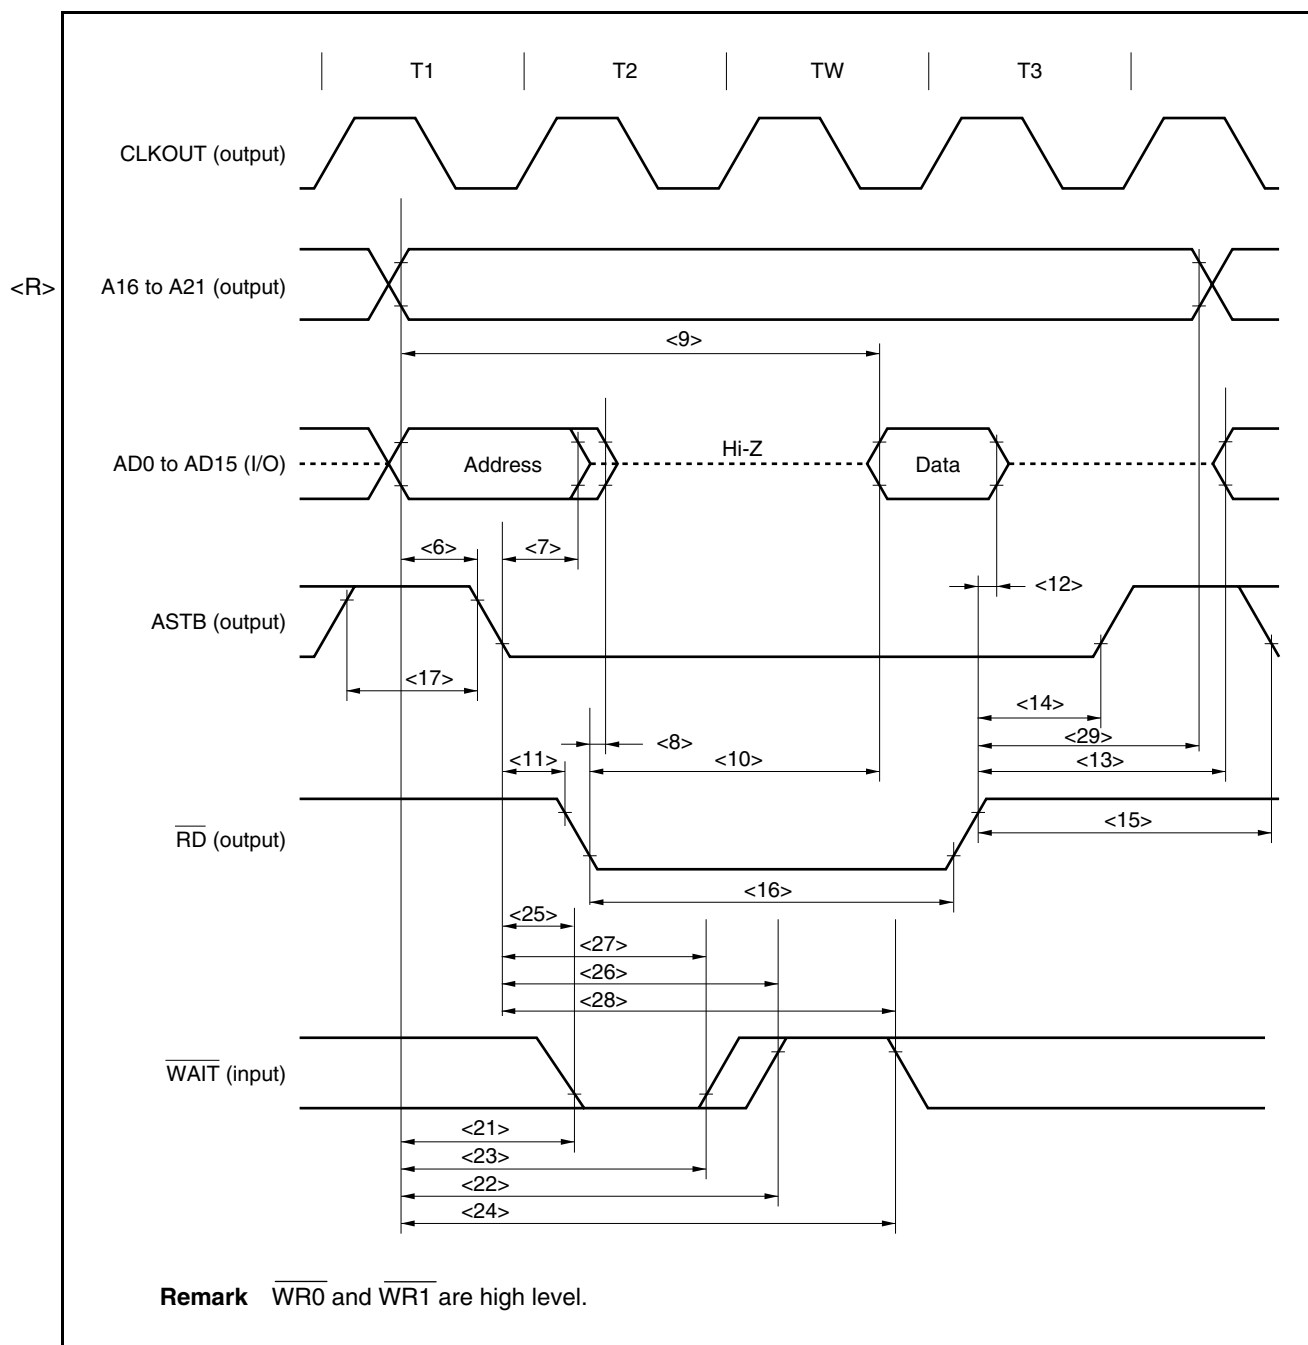 T1 T2 TW T3
CLKOUT (output)
<R> A16 to A21 (output)
<9>
AD0 to AD15 (I/O) Address Hi-Z Data
<6> <7>
<12>
ASTB (output)
<17>
<14>
<8> <29>
<11> <10> <13>
RD (output)
<15>
<16>
<25>
<27>
<26>
<28>
WAIT (input)
<21>
<23>
<22>
<24>
Remark WR0 and WR1 are high level.